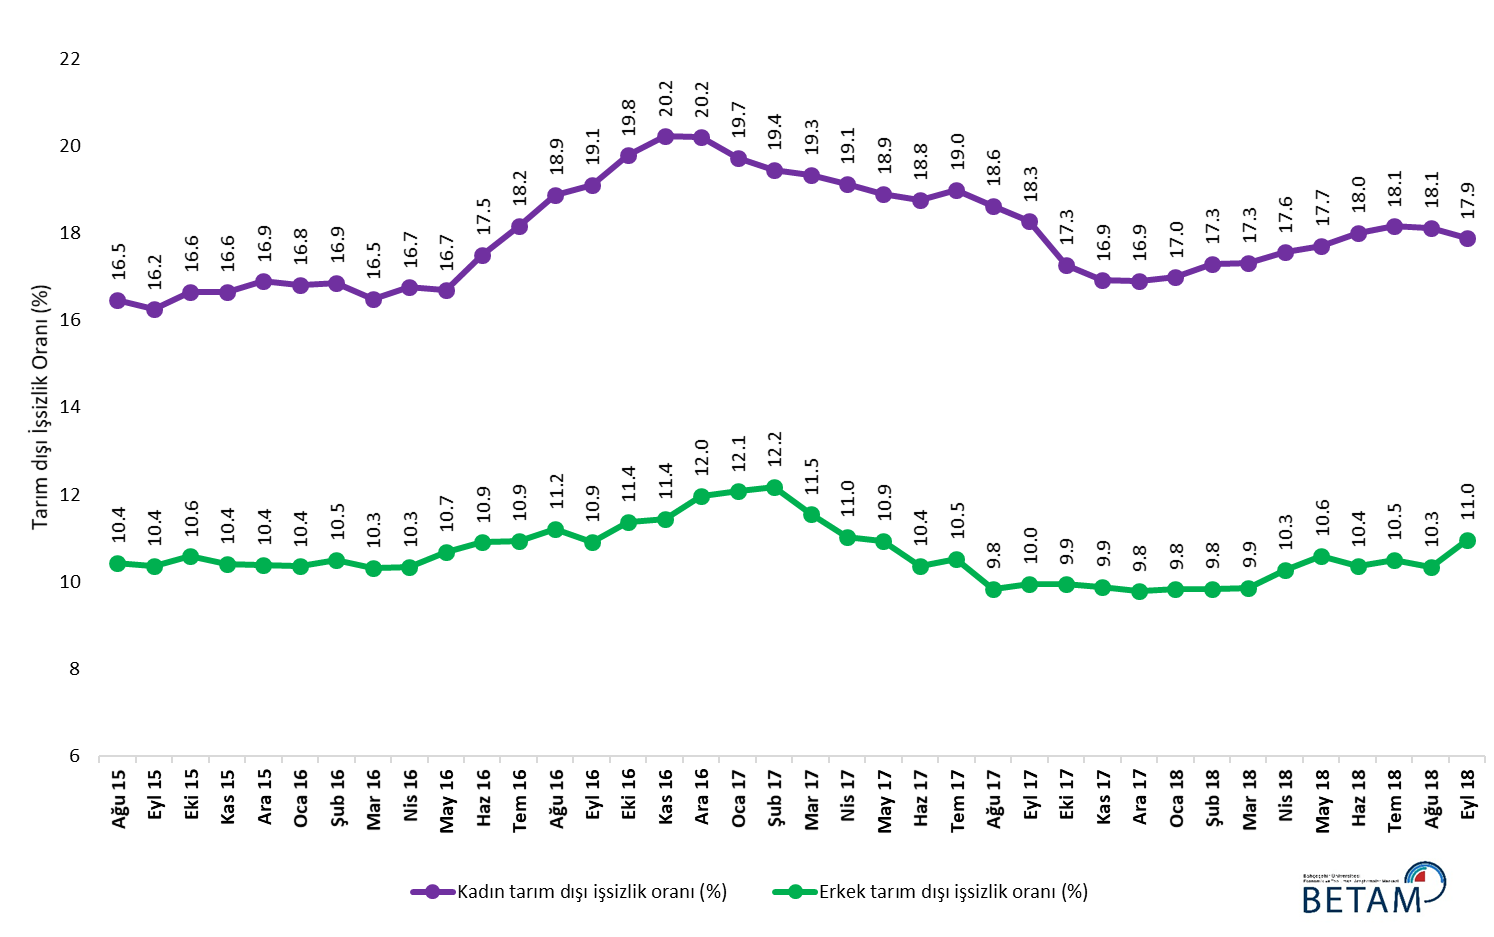 22
20
18
16
14
12
10
8
6
Tarım dışı İşsizlik Oranı (%)
16.5 16.2 16.6 16.6 16.9 16.8 16.9 16.5 16.7 16.7 17.5 18.2 18.9 19.1 19.8 20.2 20.2 19.7 19.4 19.3 19.1 18.9 18.8 19.0 18.6 18.3 17.3 16.9 16.9 17.0 17.3 17.3 17.6 17.7 18.0 18.1 18.1 17.9
10.4 10.4 10.6 10.4 10.4 10.4 10.5 10.3 10.3 10.7 10.9 10.9 11.2 10.9 11.4 11.4 12.0 12.1 12.2 11.5 11.0 10.9 10.4 10.5 9.8 10.0 9.9 9.9 9.8 9.8 9.8 9.9 10.3 10.6 10.4 10.5 10.3 11.0
Ağu 15 Eyl 15 Eki 15 Kas 15 Ara 15 Oca 16 Şub 16 Mar 16 Nis 16 May 16 Haz 16 Tem 16 Ağu 16 Eyl 16 Eki 16 Kas 16 Ara 16 Oca 17 Şub 17 Mar 17 Nis 17 May 17 Haz 17 Tem 17 Ağu 17 Eyl 17 Eki 17 Kas 17 Ara 17 Oca 18 Şub 18 Mar 18 Nis 18 May 18 Haz 18 Tem 18 Ağu 18 Eyl 18
Kadın tarım dışı işsizlik oranı (%) Erkek tarım dışı işsizlik oranı (%)
Bahçeşehir Üniversitesi
BETAM